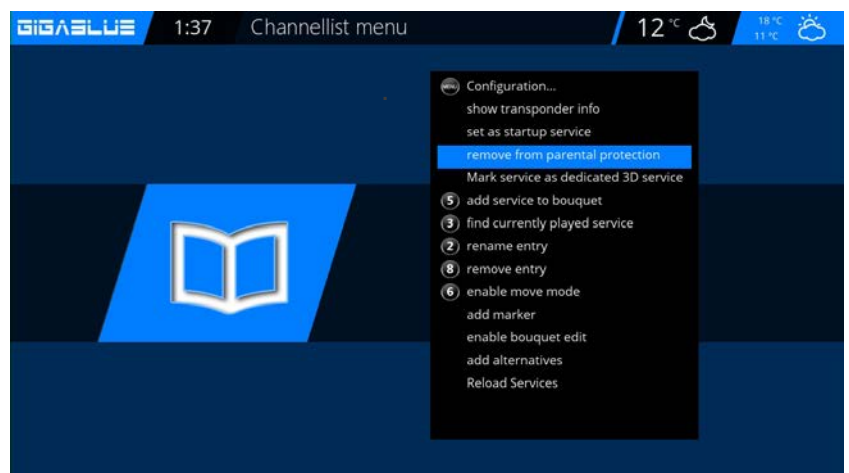 GIGABLUE 1:37 Channellist menu 12 °C 18 °C
11 °C
MENU Configuration...
show transponder info
set as startup service
remove from parental protection
Mark service as dedicated 3D service
5 add service to bouquet
3 find currently played service
2 rename entry
8 remove entry
6 enable move mode
add marker
enable bouquet edit
add alternatives
Reload Services